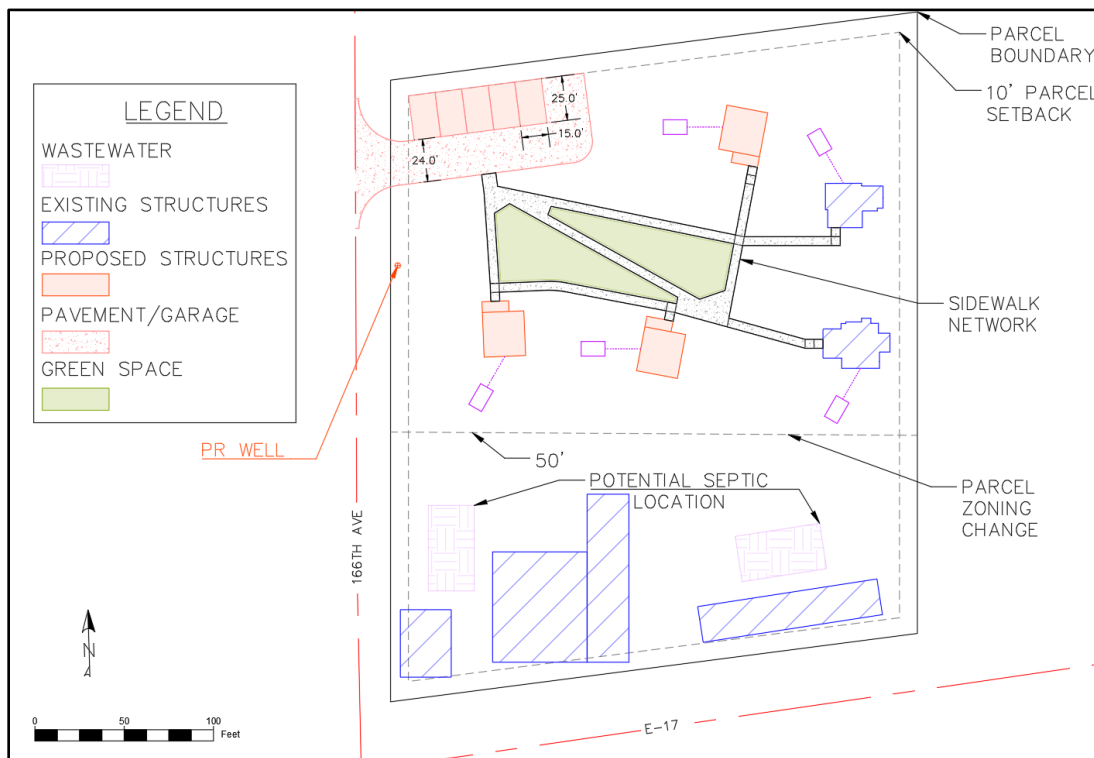 PARCEL
BOUNDARY
10' PARCEL
SETBACK
LEGEND
WASTEWATER
EXISTING STRUCTURES
PROPOSED STRUCTURES
PAVEMENT/GARAGE
GREEN SPACE
25.0'
15.0'
24.0'
SIDEWALK
NETWORK
PR WELL
50'
POTENTIAL SEPTIC
LOCATION
PARCEL
ZONING
CHANGE
166TH AVE
N
0 50 100
Feet
E-17